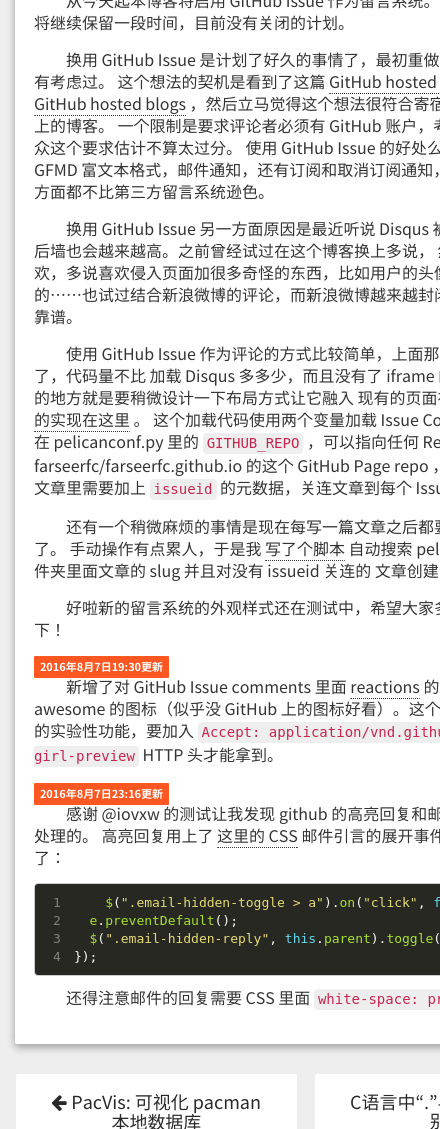 从今天起本博客将启用 GitHub Issue 作为留言系统。
将继续保留一段时间，目前没有关闭的计划。
换用 GitHub Issue 是计划了好久的事情了，最初重做
有考虑过。 这个想法的契机是看到了这篇 GitHub hosted
GitHub hosted blogs ，然后立马觉得这个想法很符合寄宿
上的博客。 一个限制是要求评论者必须有 GitHub 账户，考
众这个要求估计不算太过分。 使用 GitHub Issue 的好处么
GFMD 富文本格式，邮件通知，还有订阅和取消订阅通知，
方面都不比第三方留言系统逊色。
换用 GitHub Issue 另一方面原因是最近听说 Disqus 被
后墙也会越来越高。之前曾经试过在这个博客换上多说，
欢，多说喜欢侵入页面加很多奇怪的东西，比如用户的头像
的……也试过结合新浪微博的评论，而新浪微博越来越封闭
靠谱。
使用 GitHub Issue 作为评论的方式比较简单，上面那
了，代码量不比 加载 Disqus 多多少，而且没有了 iframe
的地方就是要稍微设计一下布局方式让它融入 现有的页面
的实现在这里 。 这个加载代码使用两个变量加载 Issue Co
在 pelicanconf.py 里的 GITHUB_REPO ，可以指向任何 Re
farseerfc/farseerfc.github.io 的这个 GitHub Page repo ，
文章里需要加上 issueid 的元数据，关连文章到每个 Issu
还有一个稍微麻烦的事情是现在每写一篇文章之后都要
了。 手动操作有点累人，于是我 写了个脚本 自动搜索 pel
件夹里面文章的 slug 并且对没有 issueid 关连的 文章创建
好啦新的留言系统的外观样式还在测试中，希望大家多
下！
2016年8月7日19:30更新
新增了对 GitHub Issue comments 里面 reactions 的
awesome 的图标（似乎没 GitHub 上的图标好看）。这个
的实验性功能，要加入 Accept: application/vnd.githu
girl-preview HTTP 头才能拿到。
2016年8月7日23:16更新
感谢 @iovxw 的测试让我发现 github 的高亮回复和邮
处理的。 高亮回复用上了 这里的 CSS 邮件引言的展开事件
了：
1 $(".email-hidden-toggle > a").on("click", f
2 e.preventDefault();
3 $(".email-hidden-reply", this.parent).toggle(
4 });
还得注意邮件的回复需要 CSS 里面 white-space: pr
PacVis: 可视化 pacman
本地数据库
C语言中“.”